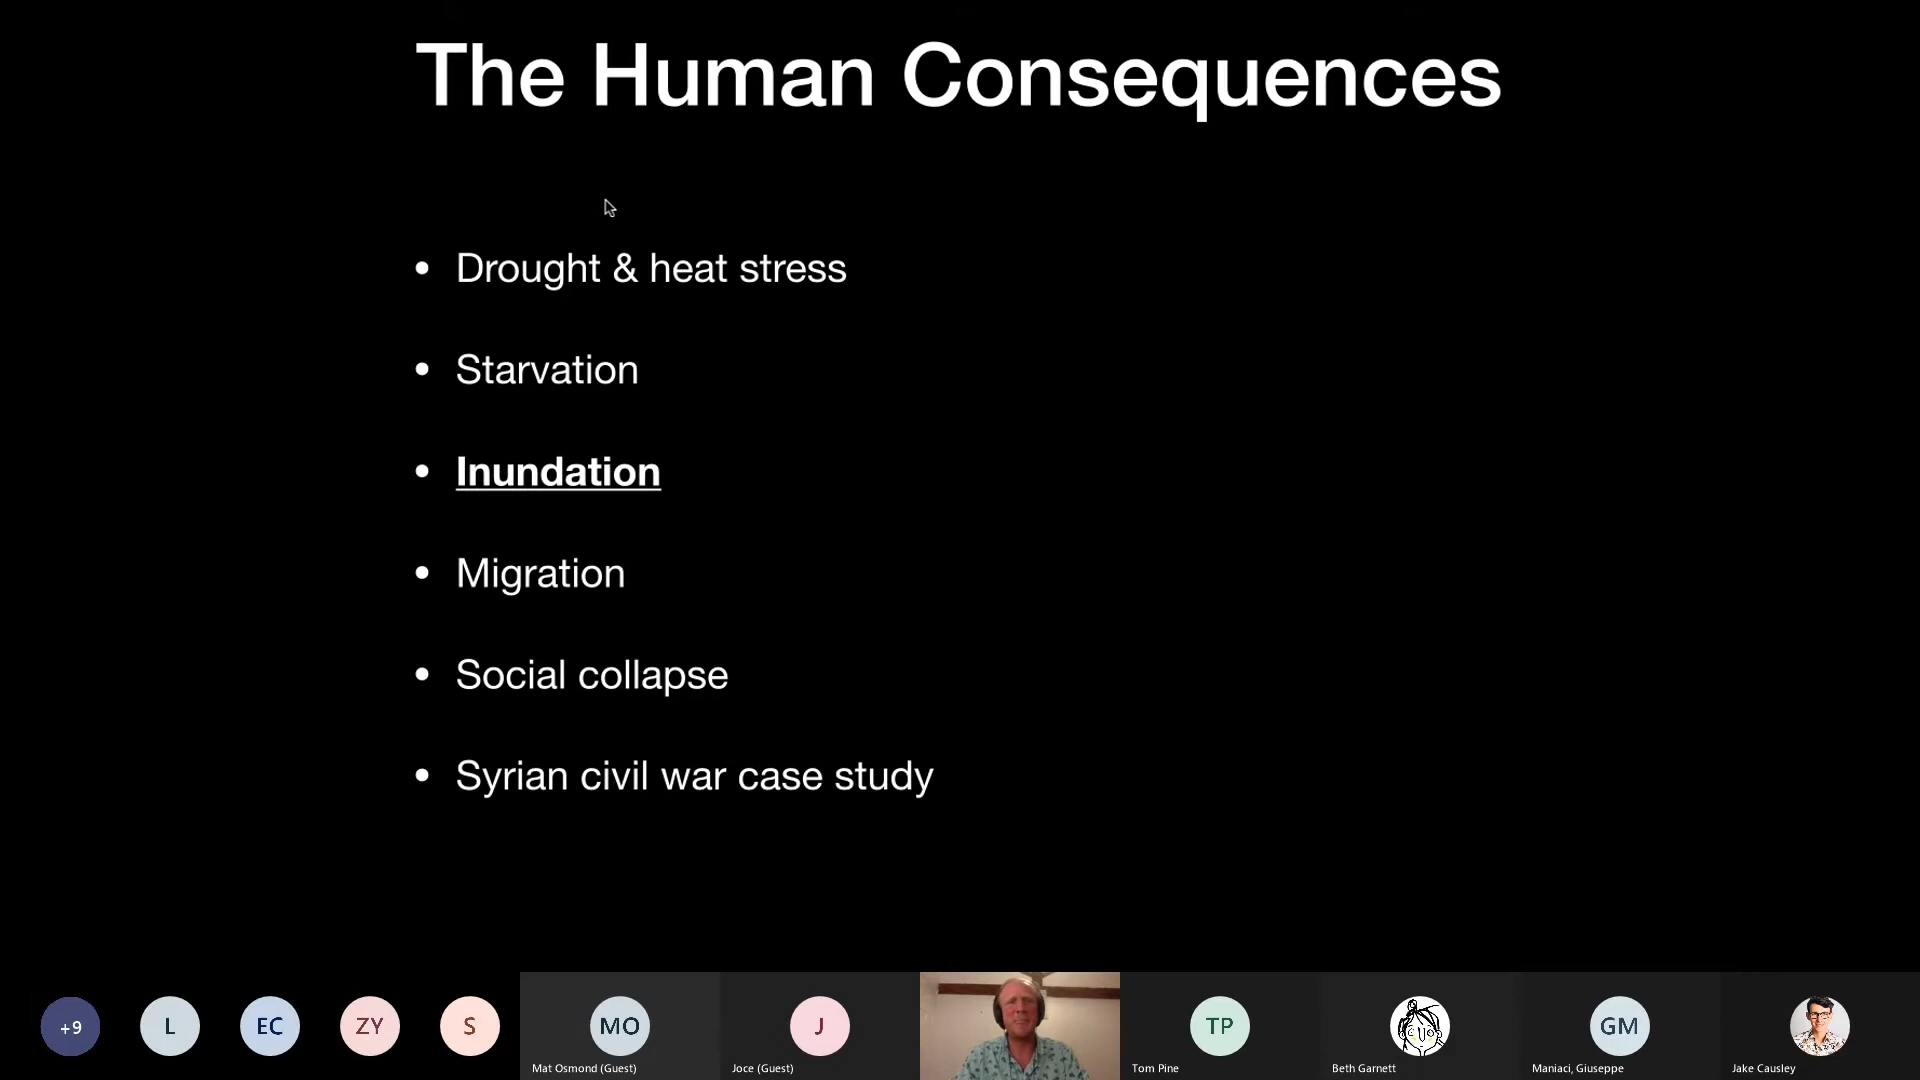 The Human Consequences
• Drought & heat stress
• Starvation
• Inundation
• Migration
• Social collapse
• Syrian civil war case study
+9
L
EC
ZY
S
MO
J
TP
GM
Mat Osmond (Guest)
Joce (Guest)
Tom Pine
Beth Garnett
Maniaci, Giuseppe
Jake Causley